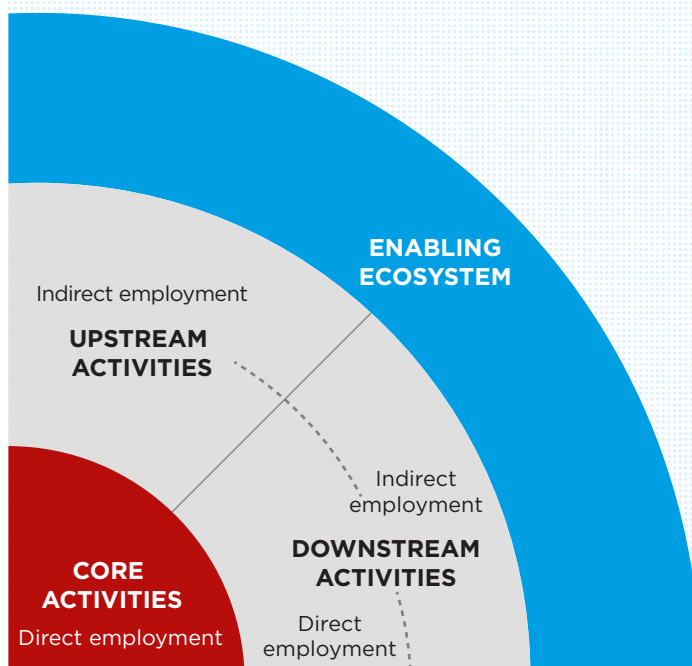 ENABLING
ECOSYSTEM
Indirect employment
UPSTREAM
ACTIVITIES
Indirect
employment
DOWNSTREAM
ACTIVITIES
CORE
ACTIVITIES
Direct employment
Direct
employment